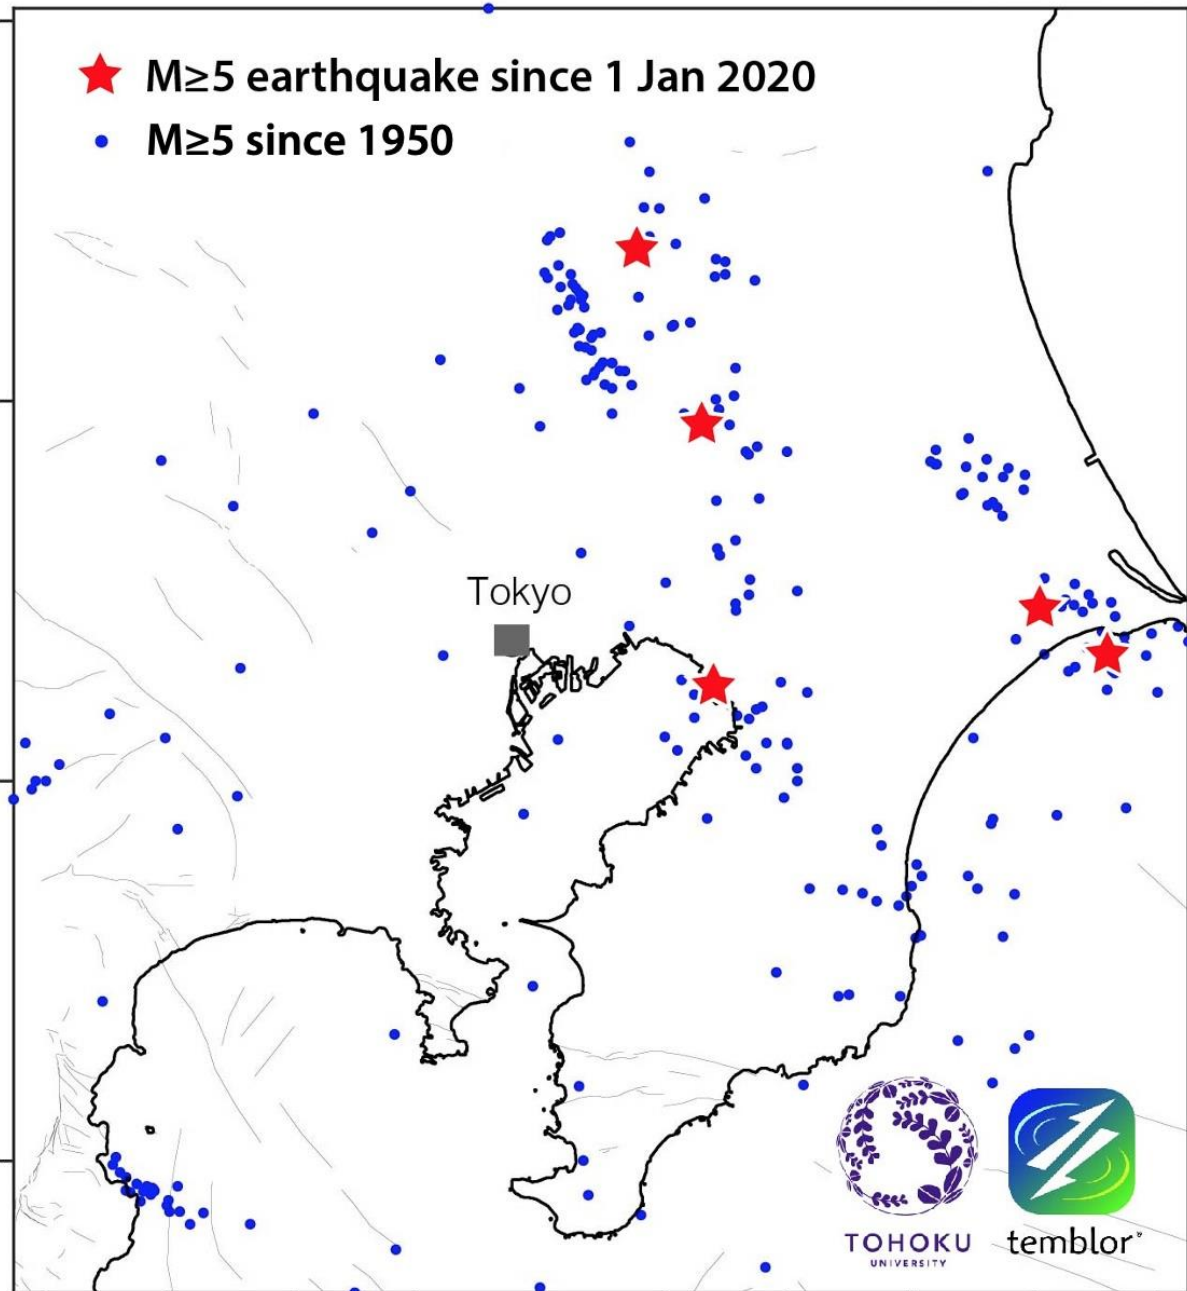 M≥5 earthquake since 1 Jan 2020
M≥5 since 1950
Tokyo
TOHOKU
UNIVERSITY
temblor